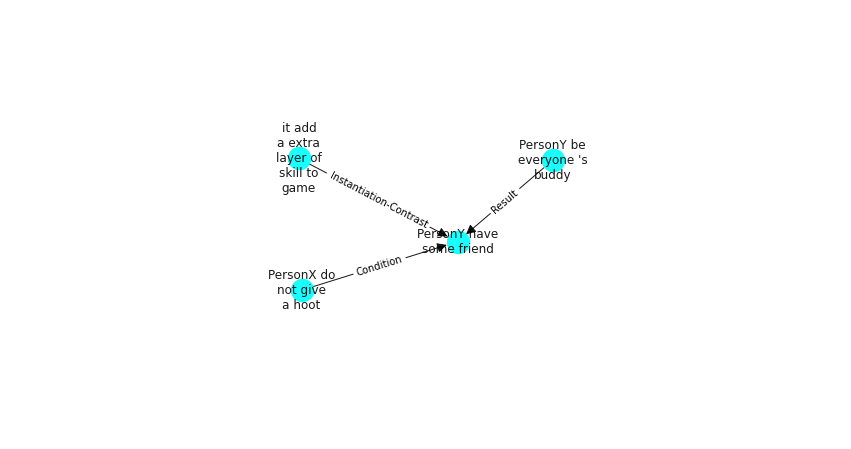 it add
a extra
layer of
skill to
game
PersonY be
everyone 's
buddy
Instantiation-Contrast
Result
PersonY have
some friend
Condition
PersonX do
not give
a hoot